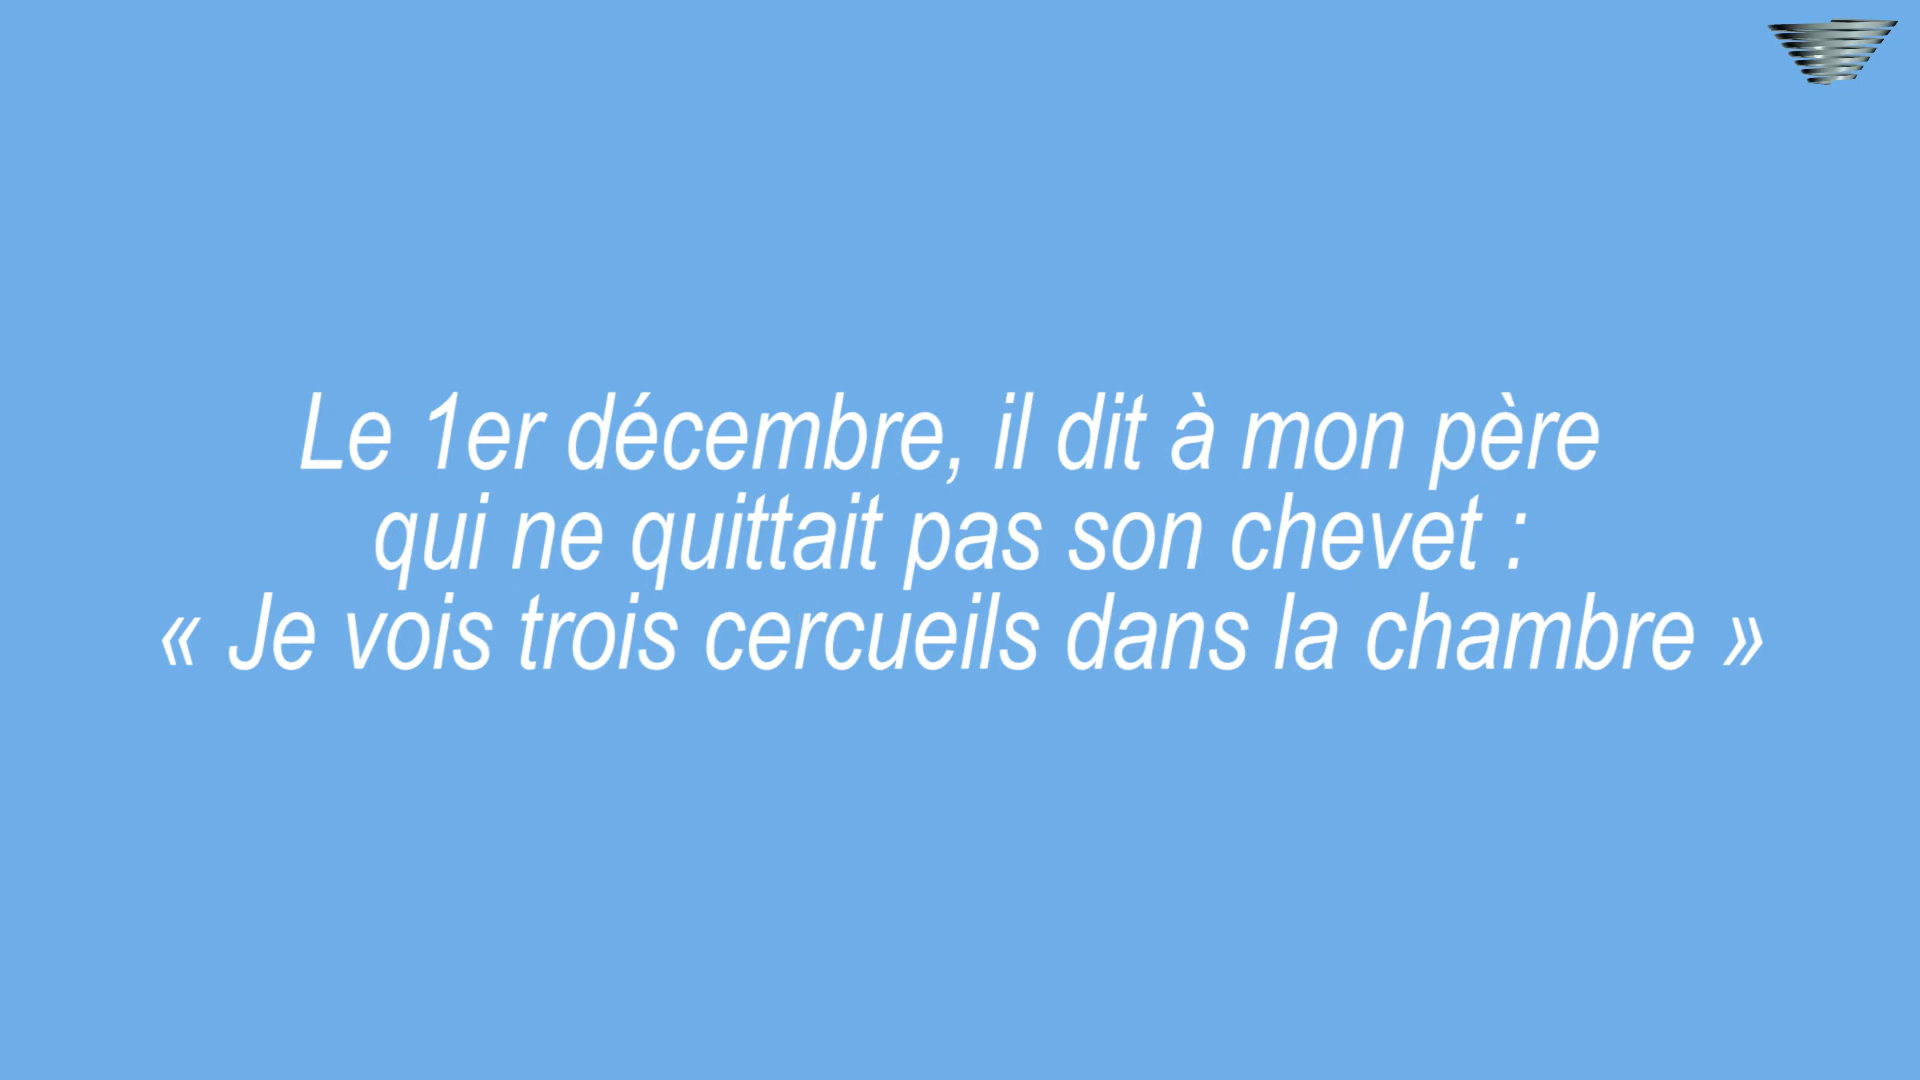 Le 1er décembre, il dit à mon père
qui ne quittait pas son chevet :
« Je vois trois cercueils dans la chambre »